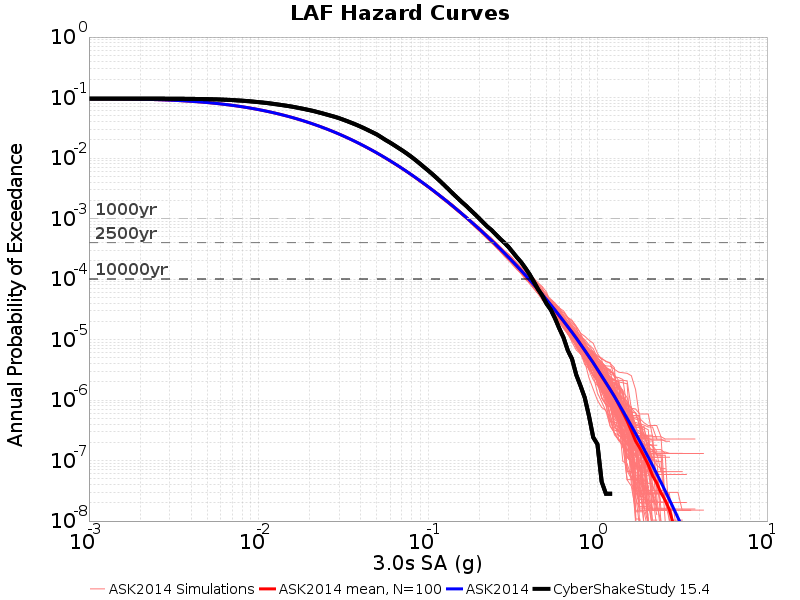 LAF Hazard Curves
Annual Probability of Exceedance
10^0
10^-1
10^-2
10^-3
10^-4
10^-5
10^-6
10^-7
10^-8
1000yr
2500yr
10000yr
10^-3 10^-2 10^-1 10^0 10^1
3.0s SA (g)
ASK2014 Simulations ASK2014 mean, N=100 ASK2014 CyberShakeStudy 15.4